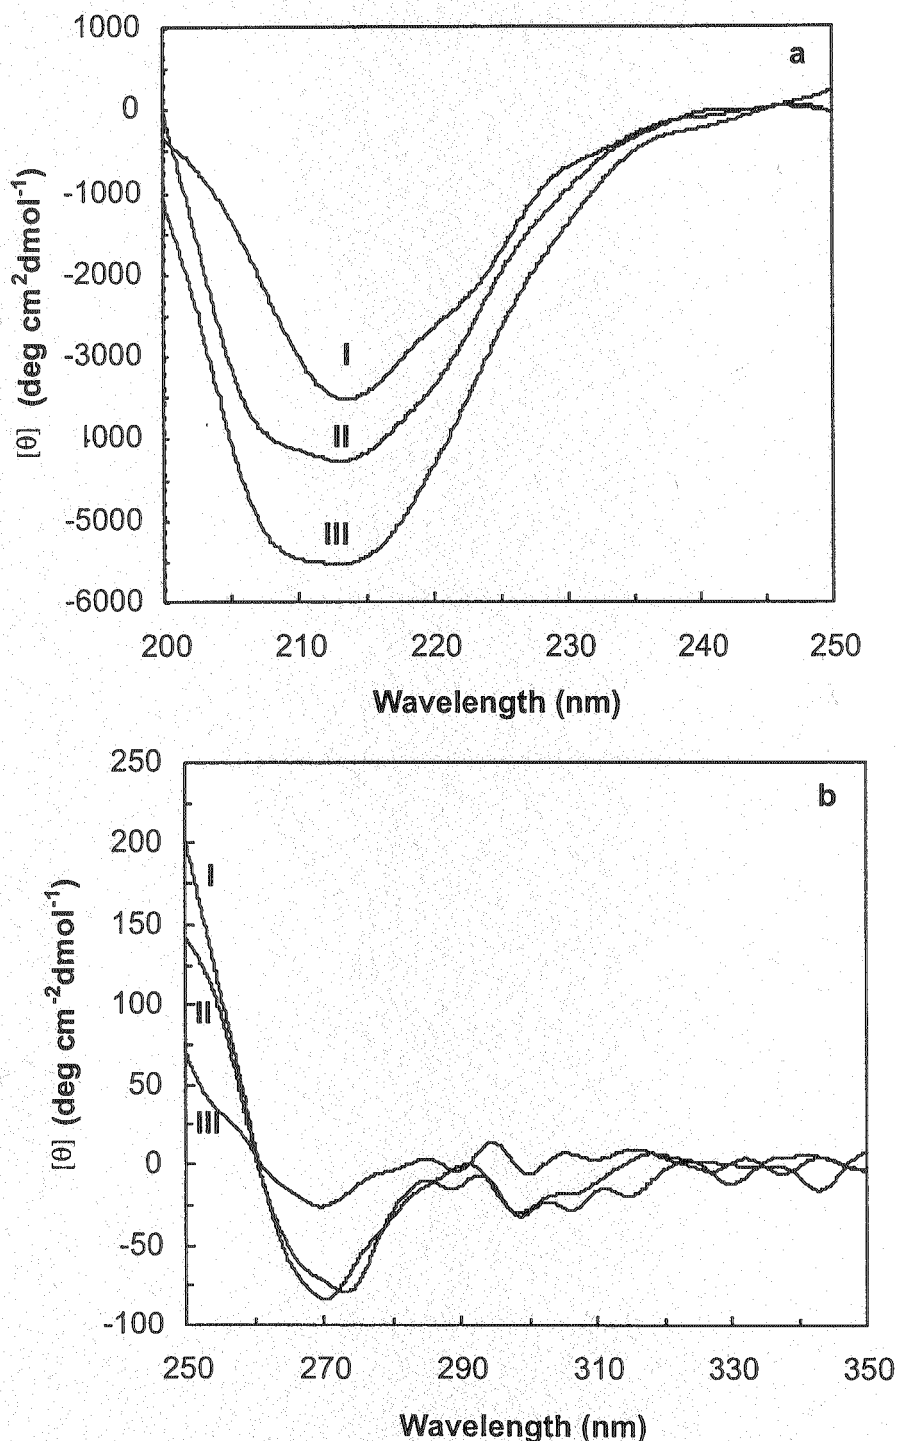 1000
a
0
-1000
-2000
I
-3000
II
4000
III
-5000
-6000
200 210 220 230 240 250
Wavelength (nm)
[θ] (deg cm²dmol⁻¹)
250
b
200
I
150
100
II
50
III
0
-50
-100
250 270 290 310 330 350
Wavelength (nm)
[θ] (deg cm⁻²dmol⁻¹)